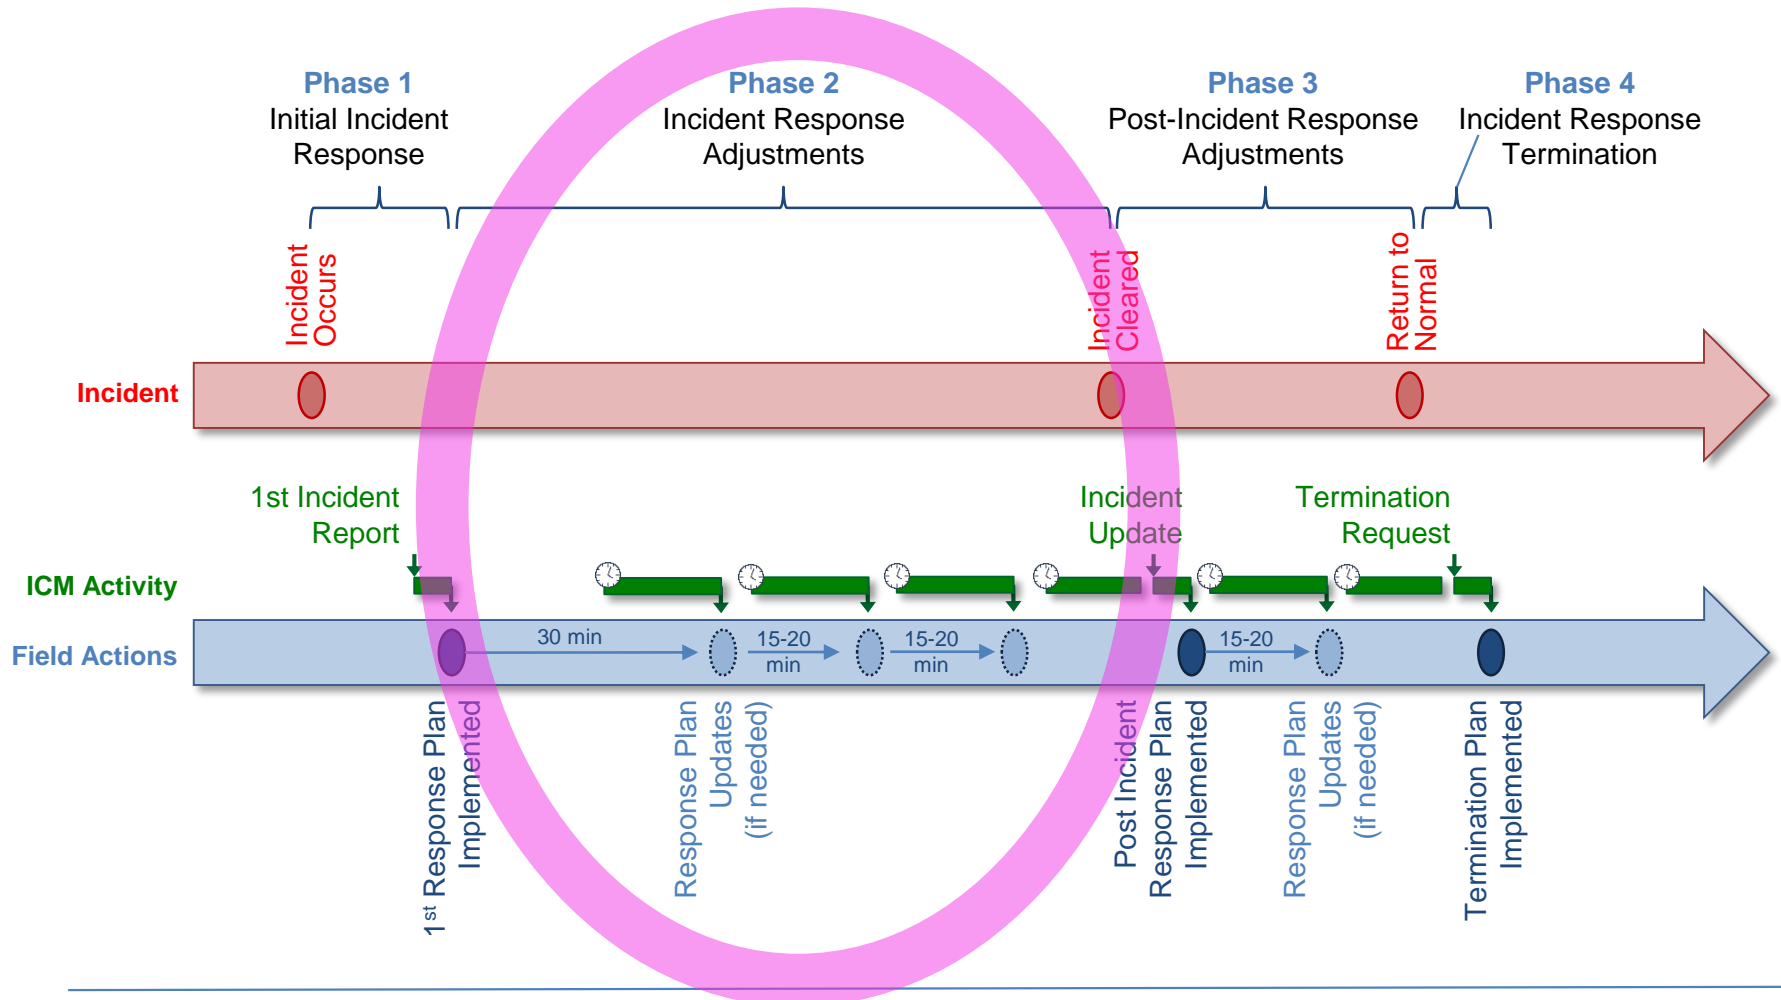 Phase 1
Initial Incident
Response
Phase 2
Incident Response
Adjustments
Phase 3
Post-Incident Response
Adjustments
Phase 4
Incident Response
Termination
Incident
Occurs
Incident
Cleared
Return to
Normal
Incident
1st Incident
Report
Incident
Update
Termination
Request
ICM Activity
Field Actions
30 min
15-20
min
15-20
min
15-20
min
1st Response Plan
Implemented
Response Plan
Updates
(if needed)
Post Incident
Response Plan
Implemented
Response Plan
Updates
(if needed)
Termination Plan
Implemented